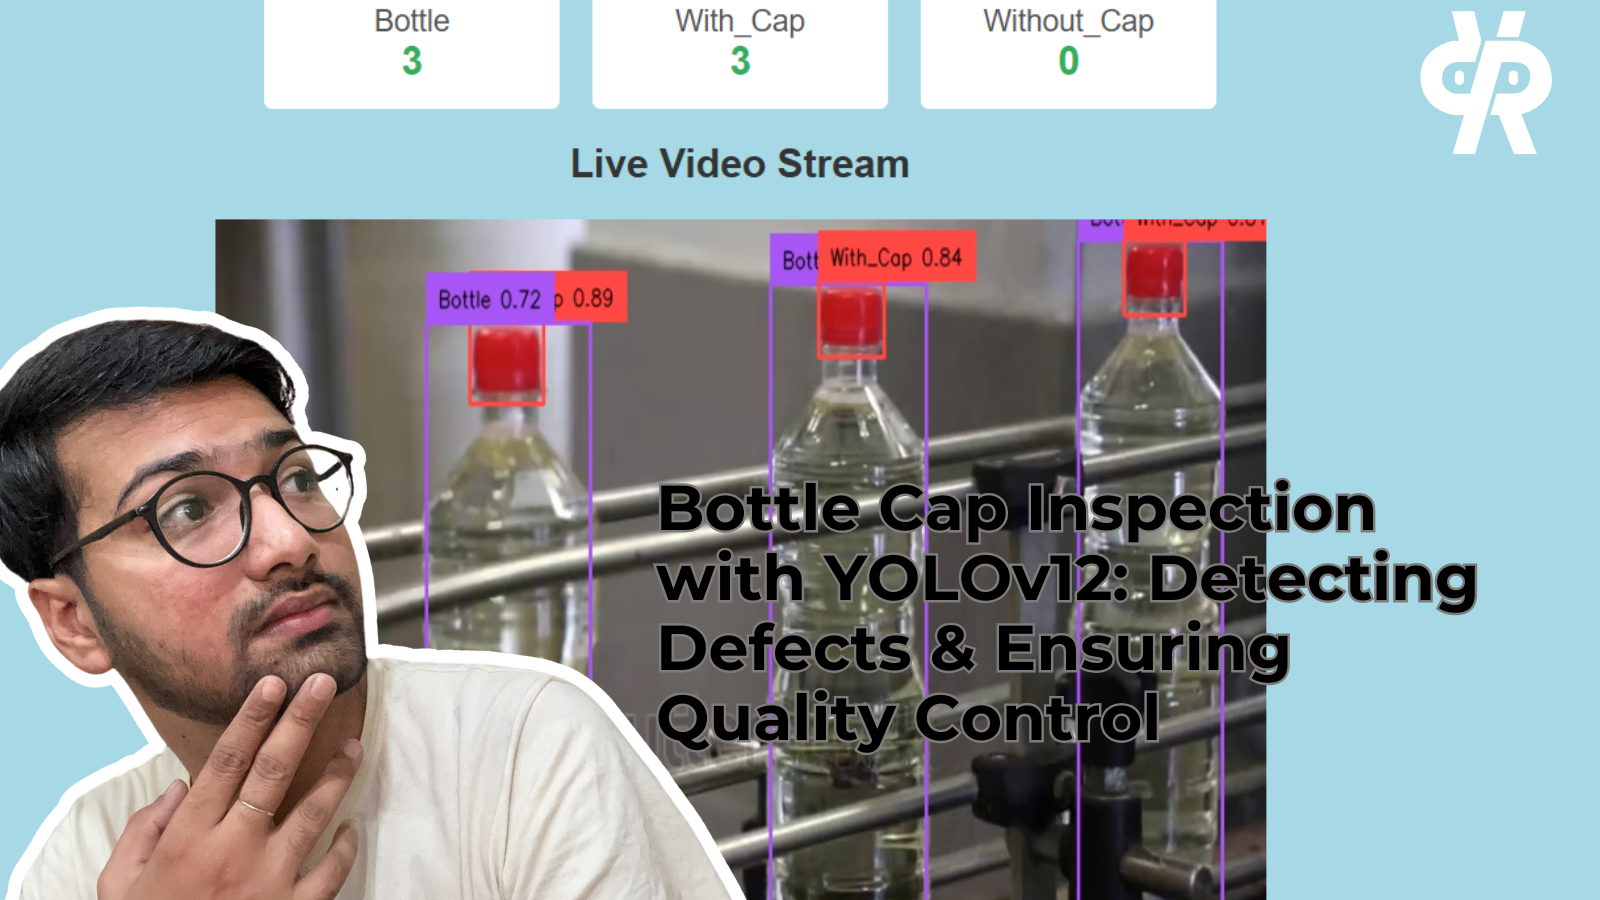 Bottle
3
With_Cap
3
Without_Cap
0
Live Video Stream
With_Cap
Bott
With_Cap 0.84
Bottle 0.72
0.89
Bottle Cap Inspection
with YOLOv12: Detecting
Defects & Ensuring
Quality Control